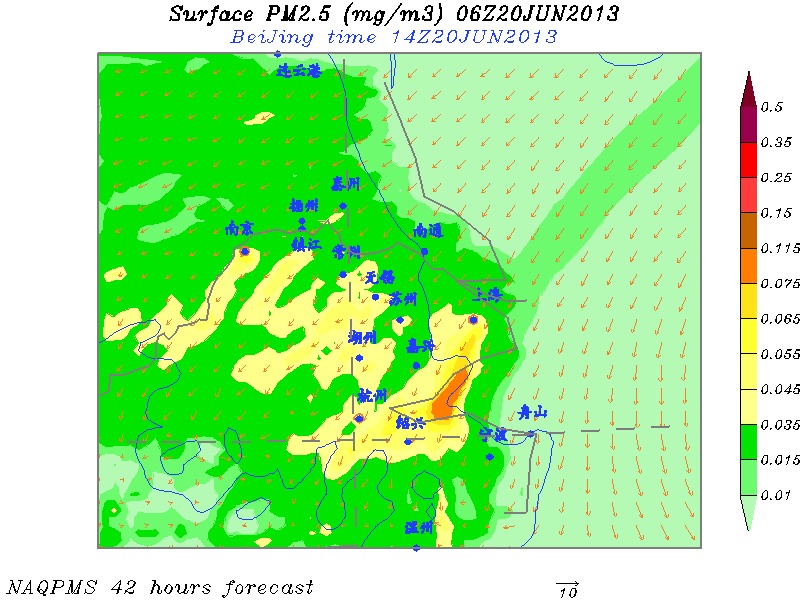 Surface PM2.5 (mg/m3) 06Z20JUN2013
BeiJing time 14Z20JUN2013
连云港
0.5
0.35
0.25
泰州
扬州
0.15
南京
镇江
常州
南通
0.115
无锡
0.075
苏州
上海
0.065
湖州
嘉兴
0.055
0.045
杭州
舟山
绍兴
宁波
0.035
0.015
0.01
温州
NAQPMS 42 hours forecast
10